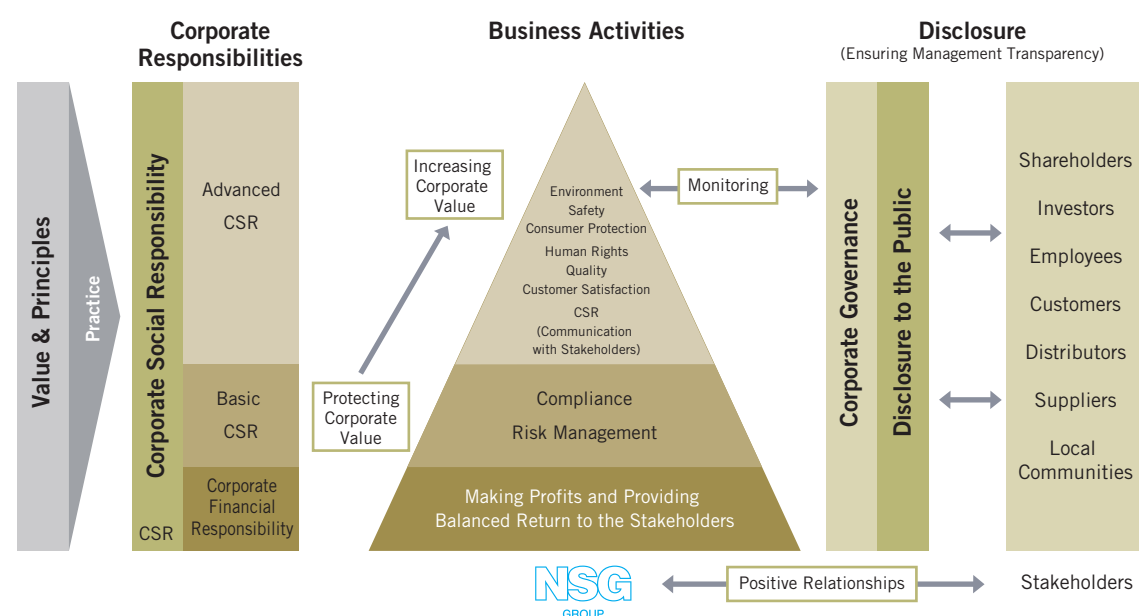 Corporate
Responsibilities
Business Activities
Disclosure
(Ensuring Management Transparency)
Value & Principles
Practice
Corporate Social Responsibility
CSR
Advanced
CSR
Basic
CSR
Corporate
Financial
Responsibility
Increasing
Corporate
Value
Protecting
Corporate
Value
Environment
Safety
Consumer Protection
Human Rights
Quality
Customer Satisfaction
CSR
(Communication
with Stakeholders)
Compliance
Risk Management
Making Profits and Providing
Balanced Return to the Stakeholders
Monitoring
Corporate Governance
Disclosure to the Public
Shareholders
Investors
Employees
Customers
Distributors
Suppliers
Local
Communities
NSG
GROUP
Positive Relationships
Stakeholders